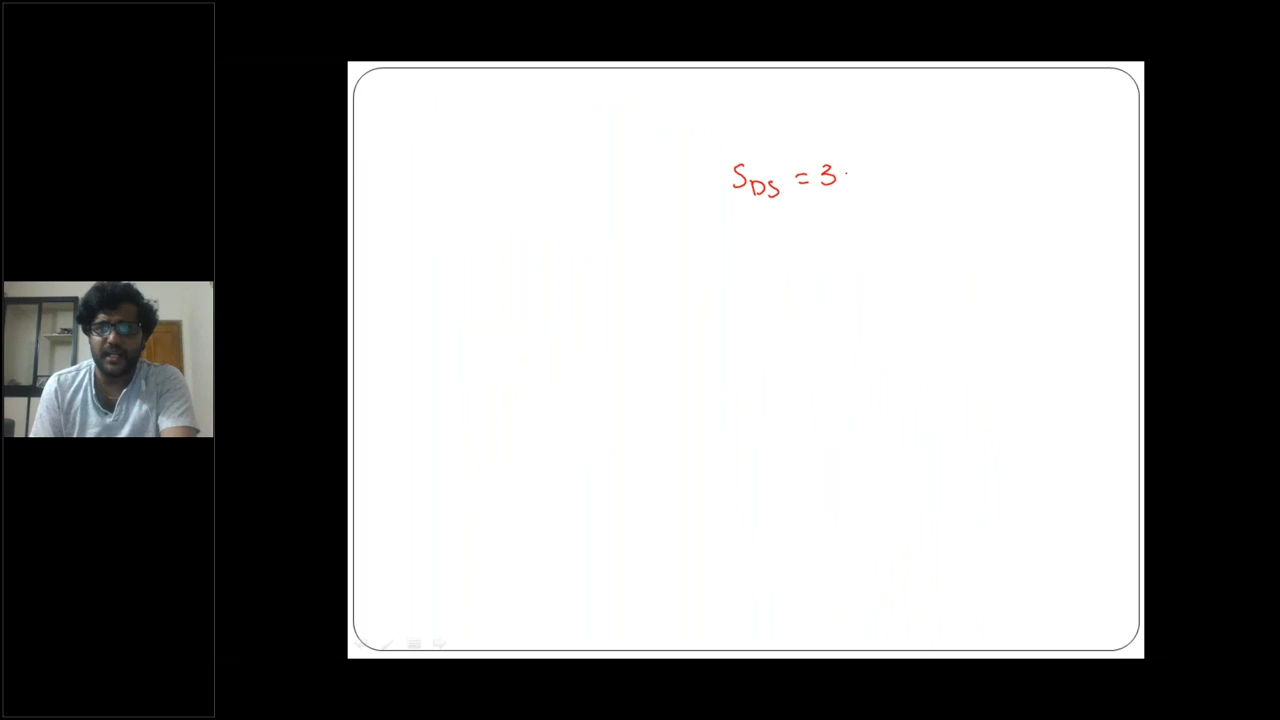 S_DS = 3.